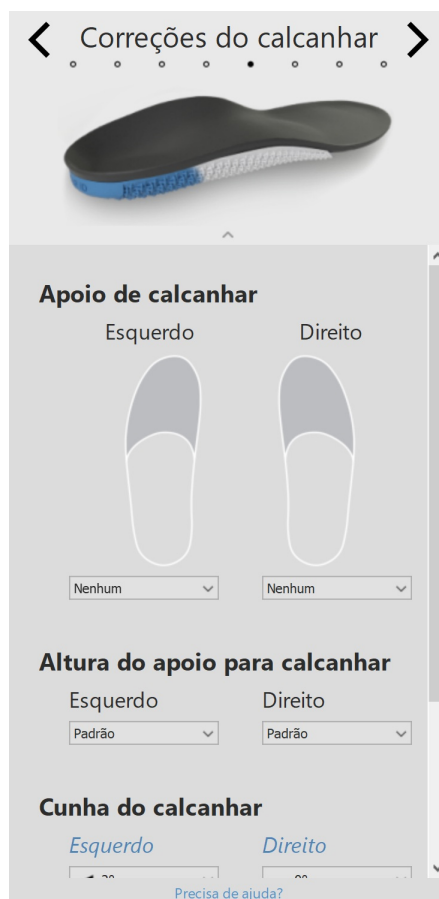 Correções do calcanhar
Apoio de calcanhar
Esquerdo Direito
Nenhum Nenhum
Altura do apoio para calcanhar
Esquerdo Direito
Padrão Padrão
Cunha do calcanhar
Esquerdo Direito
Precisa de ajuda?